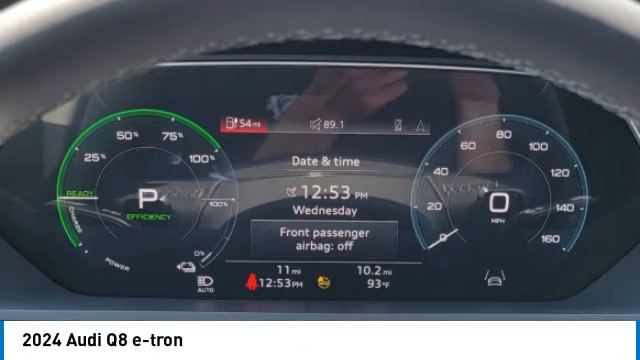 54 mi
89.1
50%
75%
25%
100%
READY
CHARGE
P
EFFICIENCY
100%
0%
POWER
AUTO
Date & time
12:53 PM
Wednesday
Front passenger
airbag: off
11 mi
10.2 mi
12:53 PM
93°F
0
20
40
60
80
100
120
140
160
0
MPH
2024 Audi Q8 e-tron